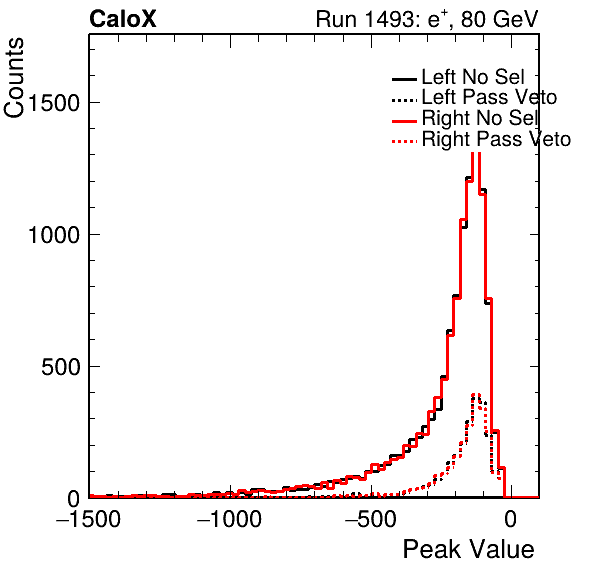 CaloX Run 1493: e⁺, 80 GeV
Counts
Left No Sel
Left Pass Veto
Right No Sel
Right Pass Veto
1500
1000
500
0
−1500 −1000 −500 0
Peak Value